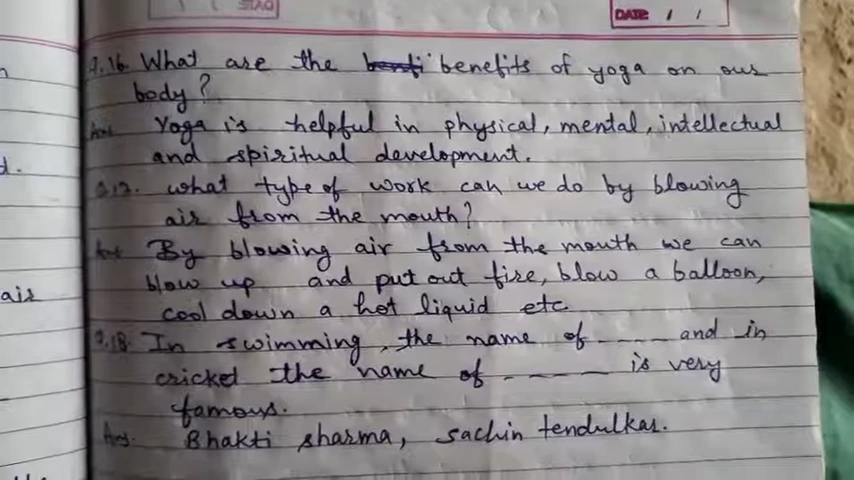 DATE / /
Q.16. What are the benefits of yoga on our
body?
Ans Yoga is helpful in physical, mental, intellectual
and spiritual development.
d.
Q.17. what type of work can we do by blowing
air from the mouth?
Ans By blowing air from the mouth we can
blow up and put out fire, blow a balloon,
air
cool down a hot liquid etc.
Q.18. In swimming, the name of ---- and in
cricket the name of ----- is very
famous.
Ans. Bhakti sharma, sachin tendulkar.